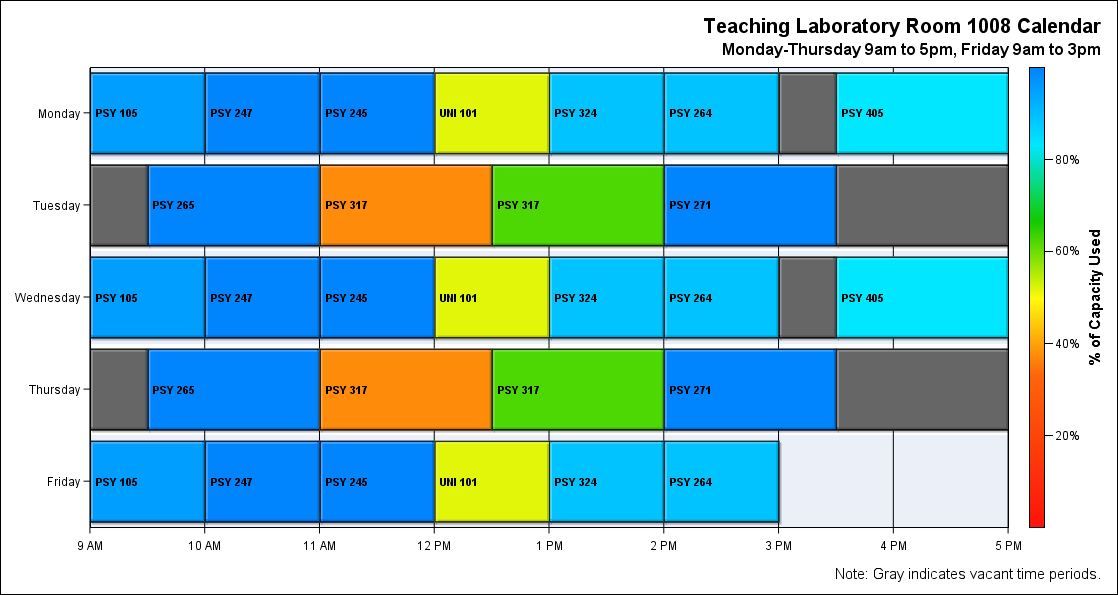 Teaching Laboratory Room 1008 Calendar
Monday-Thursday 9am to 5pm, Friday 9am to 3pm
Monday
PSY 105
PSY 247
PSY 245
UNI 101
PSY 324
PSY 264
PSY 405
Tuesday
PSY 265
PSY 317
PSY 317
PSY 271
Wednesday
PSY 105
PSY 247
PSY 245
UNI 101
PSY 324
PSY 264
PSY 405
Thursday
PSY 265
PSY 317
PSY 317
PSY 271
Friday
PSY 105
PSY 247
PSY 245
UNI 101
PSY 324
PSY 264
9 AM
10 AM
11 AM
12 PM
1 PM
2 PM
3 PM
4 PM
5 PM
80%
60%
40%
20%
% of Capacity Used
Note: Gray indicates vacant time periods.